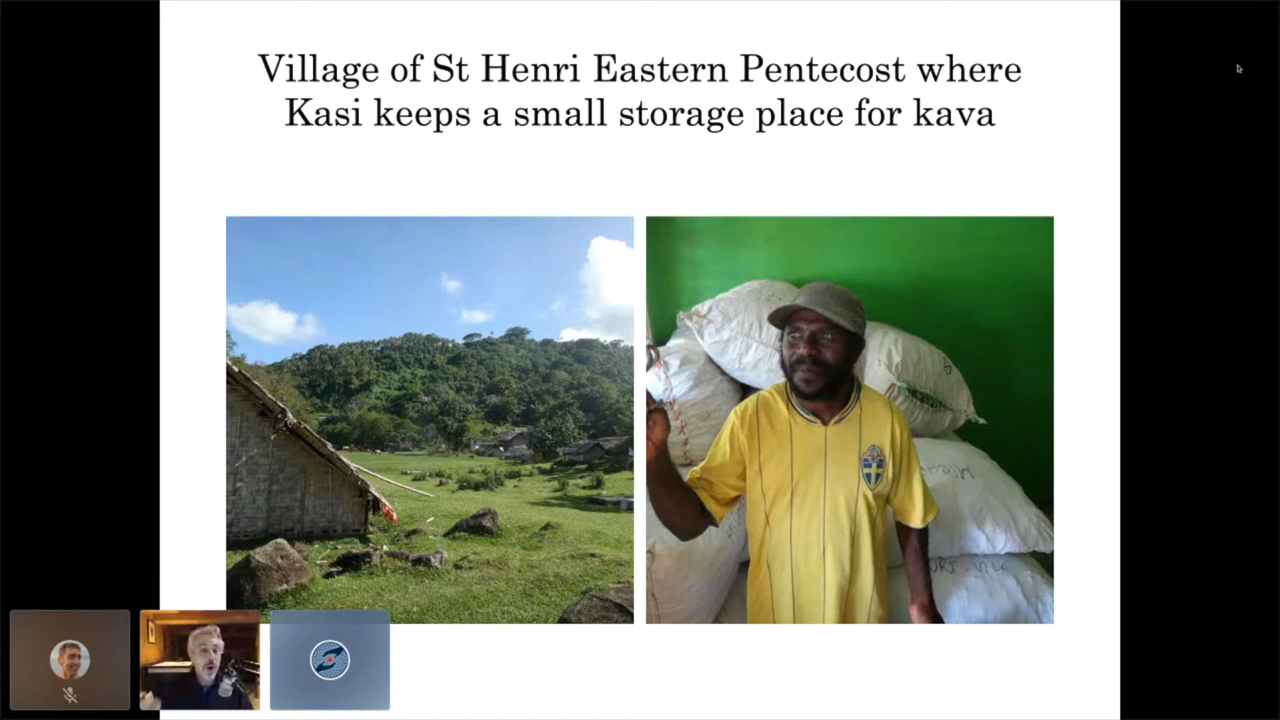 Village of St Henri Eastern Pentecost where
Kasi keeps a small storage place for kava